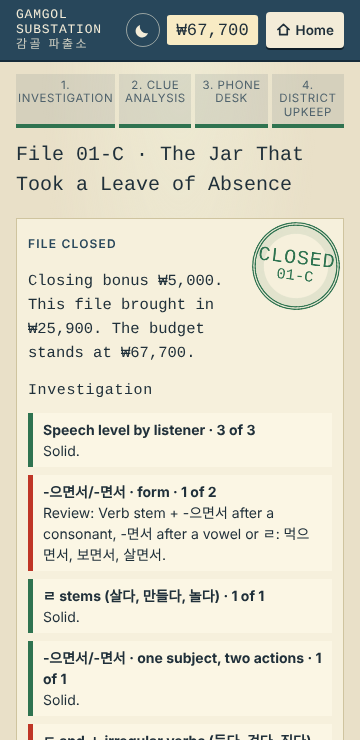 GAMGOL
SUBSTATION
감골 파출소
₩67,700
Home
1.
INVESTIGATION
2. CLUE
ANALYSIS
3. PHONE
DESK
4.
DISTRICT
UPKEEP
File 01-C · The Jar That
Took a Leave of Absence
FILE CLOSED
CLOSED
01-C
Closing bonus ₩5,000.
This file brought in
₩25,900. The budget
stands at ₩67,700.
Investigation
Speech level by listener · 3 of 3
Solid.
-으면서/-면서 · form · 1 of 2
Review: Verb stem + -으면서 after a
consonant, -면서 after a vowel or ㄹ: 먹으
면서, 보면서, 살면서.
ㄹ stems (살다, 만들다, 놀다) · 1 of 1
Solid.
-으면서/-면서 · one subject, two actions · 1
of 1
Solid.